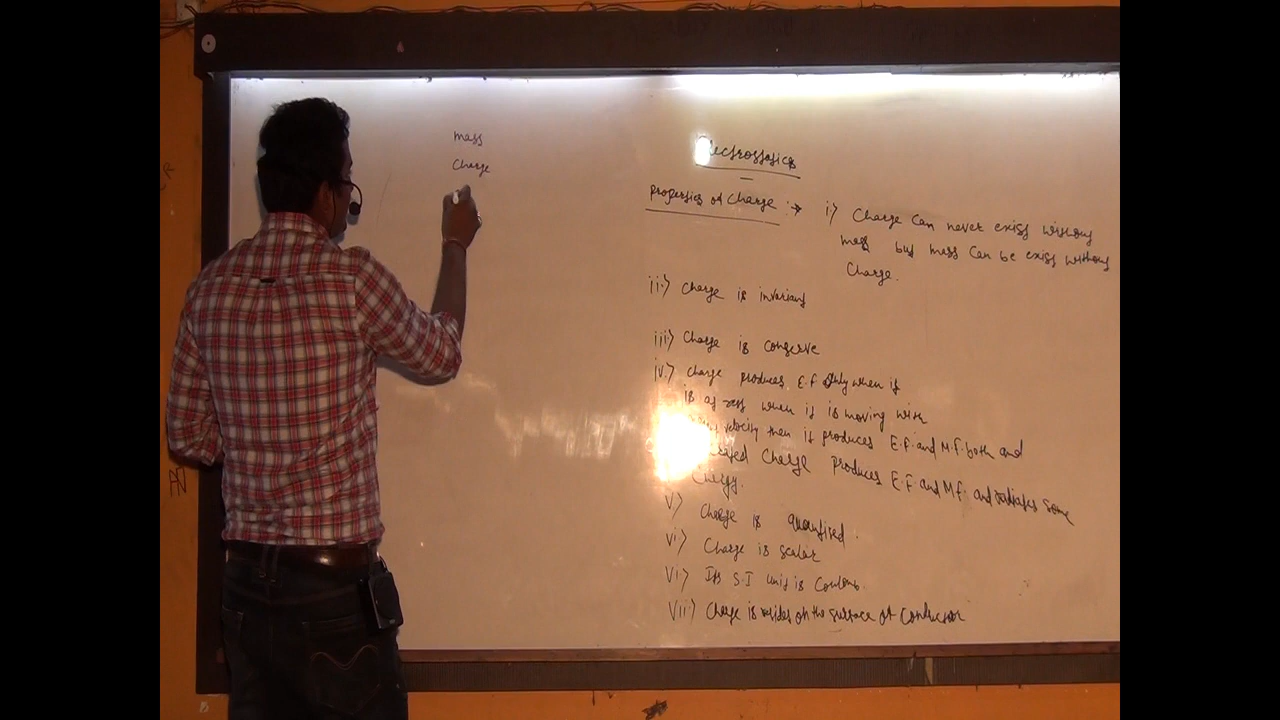 mass
Charge
Electrostatics
Properties of Charge :→ i) Charge Can never exist without
mass but mass Can be exist without
Charge.
ii) Charge is invariant
iii) Charge is conserve
iv) Charge produces E.F only when it
is at rest when it is moving with
velocity then it produces E.F. and M.F. both and
Charge produces E.F and M.F. and radiates some
energy.
v) Charge is quantised.
vi) Charge is scalar
vi) Its S.I unit is Coulomb
vii) Charge is resides on the surface of Conductor